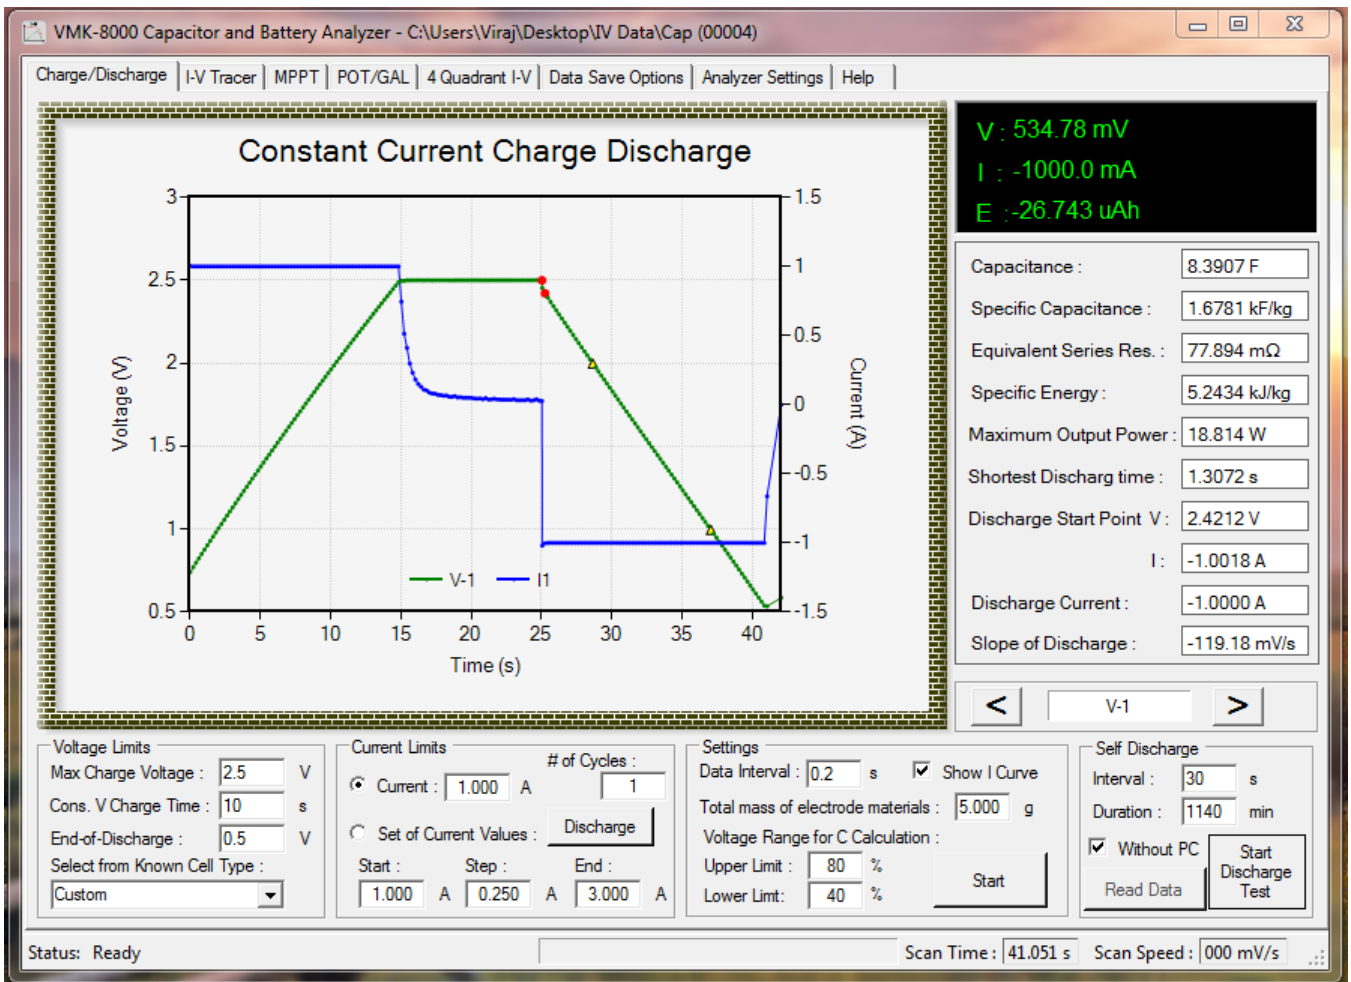 VMK-8000 Capacitor and Battery Analyzer - C:\Users\Viraj\Desktop\IV Data\Cap (00004)
Charge/Discharge I-V Tracer MPPT POT/GAL 4 Quadrant I-V Data Save Options Analyzer Settings Help
Constant Current Charge Discharge
3
2.5
2
1.5
1
0.5
Voltage (V)
1.5
1
0.5
0
-0.5
-1
-1.5
Current (A)
V-1 I1
0 5 10 15 20 25 30 35 40
Time (s)
V : 534.78 mV
I : -1000.0 mA
E :-26.743 uAh
Capacitance : 8.3907 F
Specific Capacitance : 1.6781 kF/kg
Equivalent Series Res. : 77.894 mΩ
Specific Energy : 5.2434 kJ/kg
Maximum Output Power : 18.814 W
Shortest Discharg time : 1.3072 s
Discharge Start Point V : 2.4212 V
I : -1.0018 A
Discharge Current : -1.0000 A
Slope of Discharge : -119.18 mV/s
< V-1 >
Voltage Limits
Max Charge Voltage : 2.5 V
Cons. V Charge Time : 10 s
End-of-Discharge : 0.5 V
Select from Known Cell Type :
Custom
Current Limits
# of Cycles :
Current : 1.000 A 1
Set of Current Values : Discharge
Start : Step : End :
1.000 A 0.250 A 3.000 A
Settings
Data Interval : 0.2 s Show I Curve
Total mass of electrode materials : 5.000 g
Voltage Range for C Calculation :
Upper Limit : 80 %
Lower Limt: 40 %
Start
Self Discharge
Interval : 30 s
Duration : 1140 min
Without PC
Read Data
Start
Discharge
Test
Status: Ready
Scan Time : 41.051 s Scan Speed : 000 mV/s